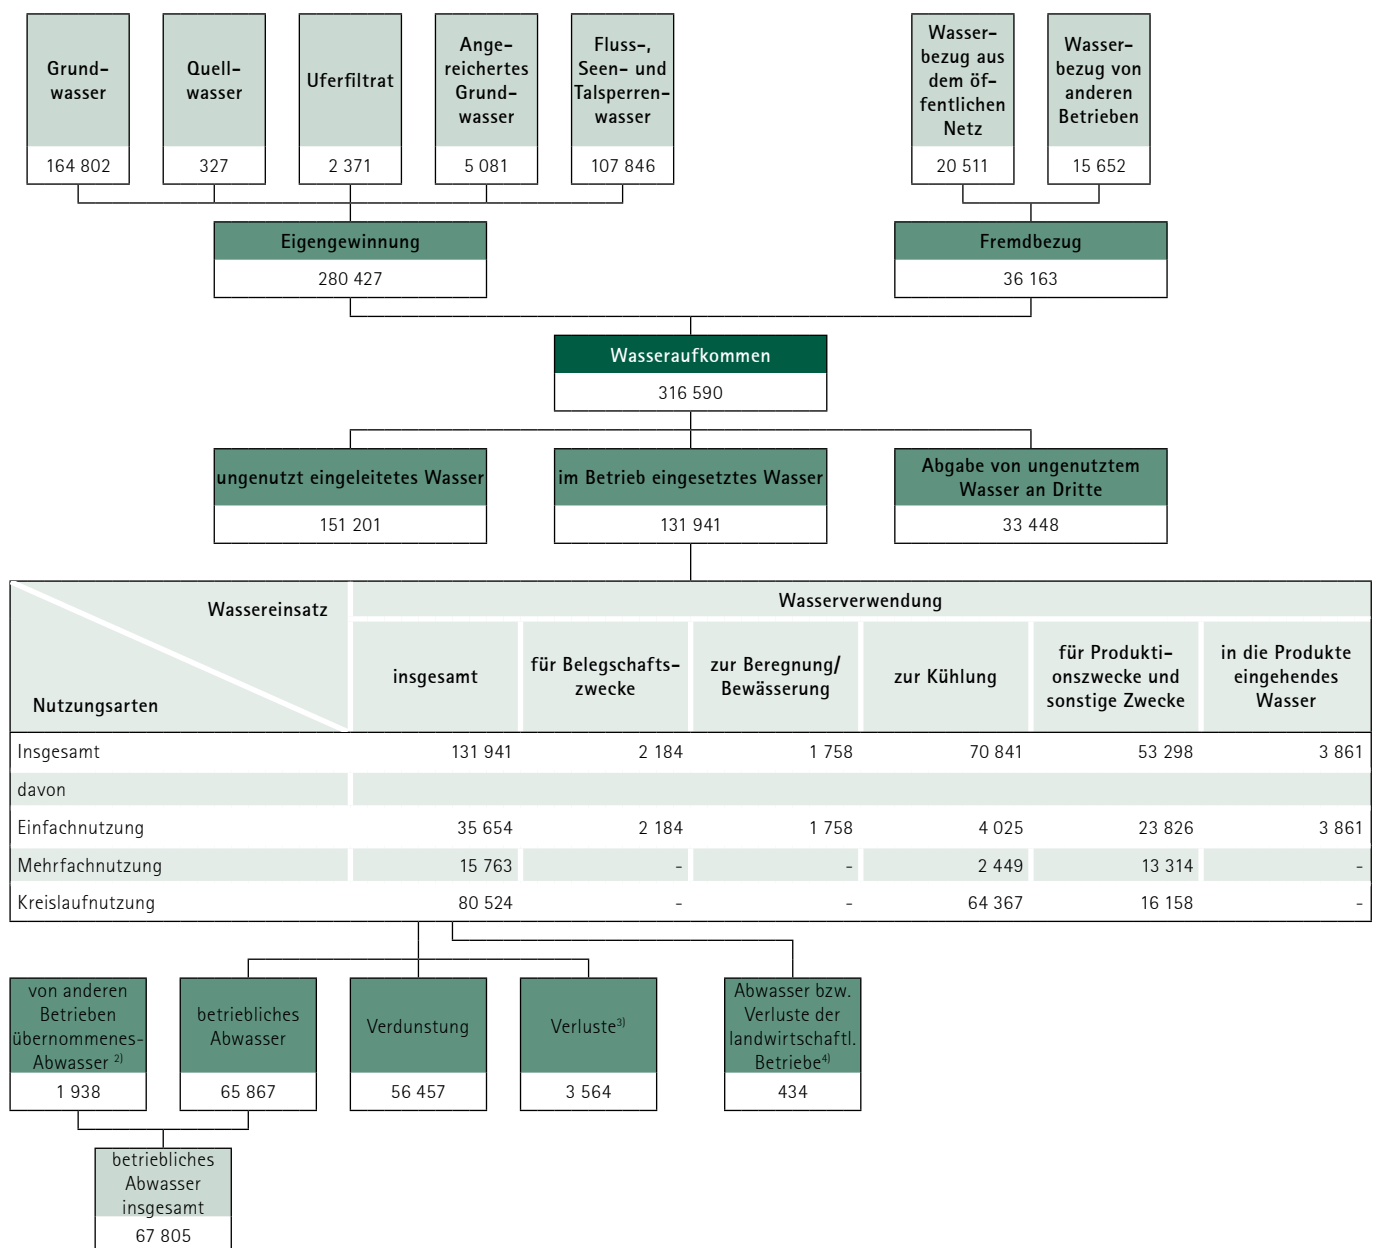 Grund-
wasser
164 802
Quell-
wasser
327
Uferfiltrat
2 371
Ange-
reichertes
Grund-
wasser
5 081
Fluss-,
Seen- und
Talsperren-
wasser
107 846
Wasser-
bezug aus
dem öf-
fentlichen
Netz
20 511
Wasser-
bezug von
anderen
Betrieben
15 652
Eigengewinnung
280 427
Fremdbezug
36 163
Wasseraufkommen
316 590
ungenutzt eingeleitetes Wasser
151 201
im Betrieb eingesetztes Wasser
131 941
Abgabe von ungenutztem
Wasser an Dritte
33 448
Wassereinsatz
Nutzungsarten
Wasserverwendung
insgesamt
für Belegschafts-
zwecke
zur Beregnung/
Bewässerung
zur Kühlung
für Produkti-
onszwecke und
sonstige Zwecke
in die Produkte
eingehendes
Wasser
Insgesamt 131 941 2 184 1 758 70 841 53 298 3 861
davon
Einfachnutzung 35 654 2 184 1 758 4 025 23 826 3 861
Mehrfachnutzung 15 763 - - 2 449 13 314 -
Kreislaufnutzung 80 524 - - 64 367 16 158 -
von anderen
Betrieben
übernommenes-
Abwasser 2)
1 938
betriebliches
Abwasser
65 867
Verdunstung
56 457
Verluste3)
3 564
Abwasser bzw.
Verluste der
landwirtschaftl.
Betriebe4)
434
betriebliches
Abwasser
insgesamt
67 805